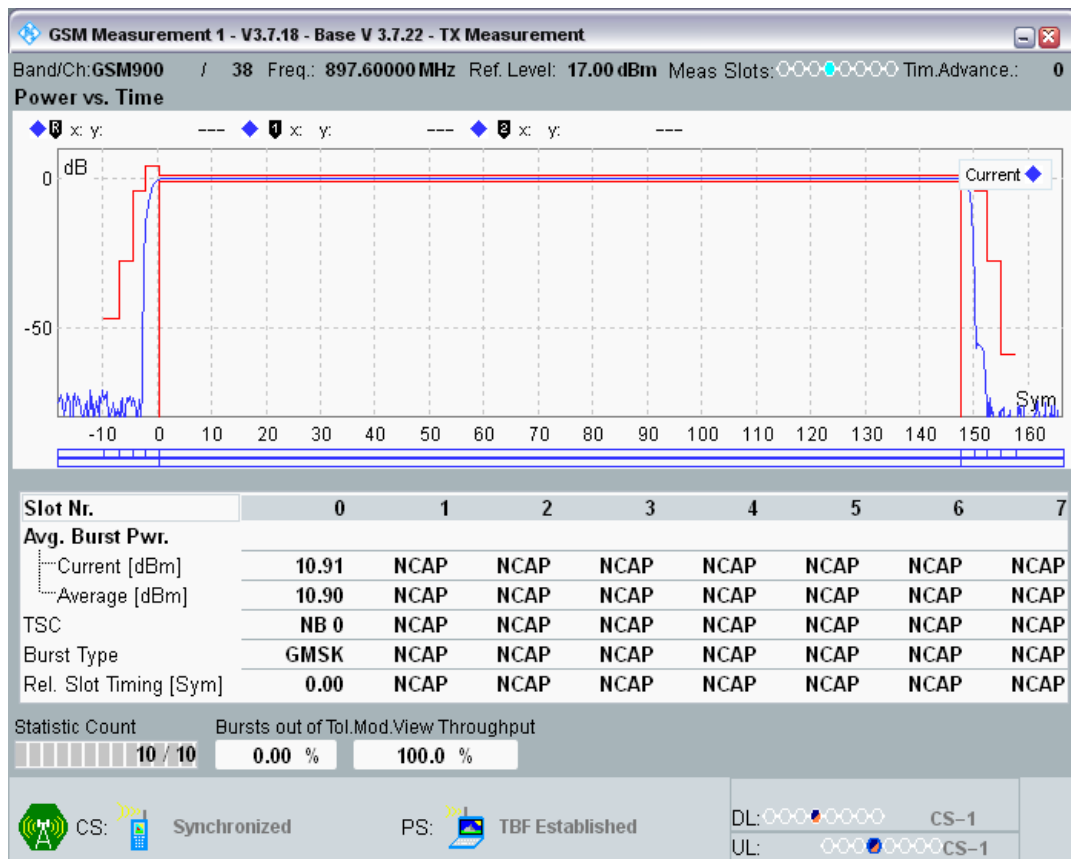 GSM Measurement 1 - V3.7.18 - Base V 3.7.22 - TX Measurement
Band/Ch:GSM900 / 38 Freq.: 897.60000 MHz Ref. Level: 17.00 dBm Meas Slots: Tim.Advance.: 0
Power vs. Time
R x: y: --- 1 x: y: --- 2 x: y: ---
dB
0
Current
-50
Sym
-10 0 10 20 30 40 50 60 70 80 90 100 110 120 130 140 150 160
Slot Nr. 0 1 2 3 4 5 6 7
Avg. Burst Pwr.
Current [dBm] 10.91 NCAP NCAP NCAP NCAP NCAP NCAP NCAP
Average [dBm] 10.90 NCAP NCAP NCAP NCAP NCAP NCAP NCAP
TSC NB 0 NCAP NCAP NCAP NCAP NCAP NCAP NCAP
Burst Type GMSK NCAP NCAP NCAP NCAP NCAP NCAP NCAP
Rel. Slot Timing [Sym] 0.00 NCAP NCAP NCAP NCAP NCAP NCAP NCAP
Statistic Count Bursts out of Tol.Mod.View Throughput
10 / 10 0.00 % 100.0 %
CS: Synchronized PS: TBF Established DL: CS-1
UL: CS-1